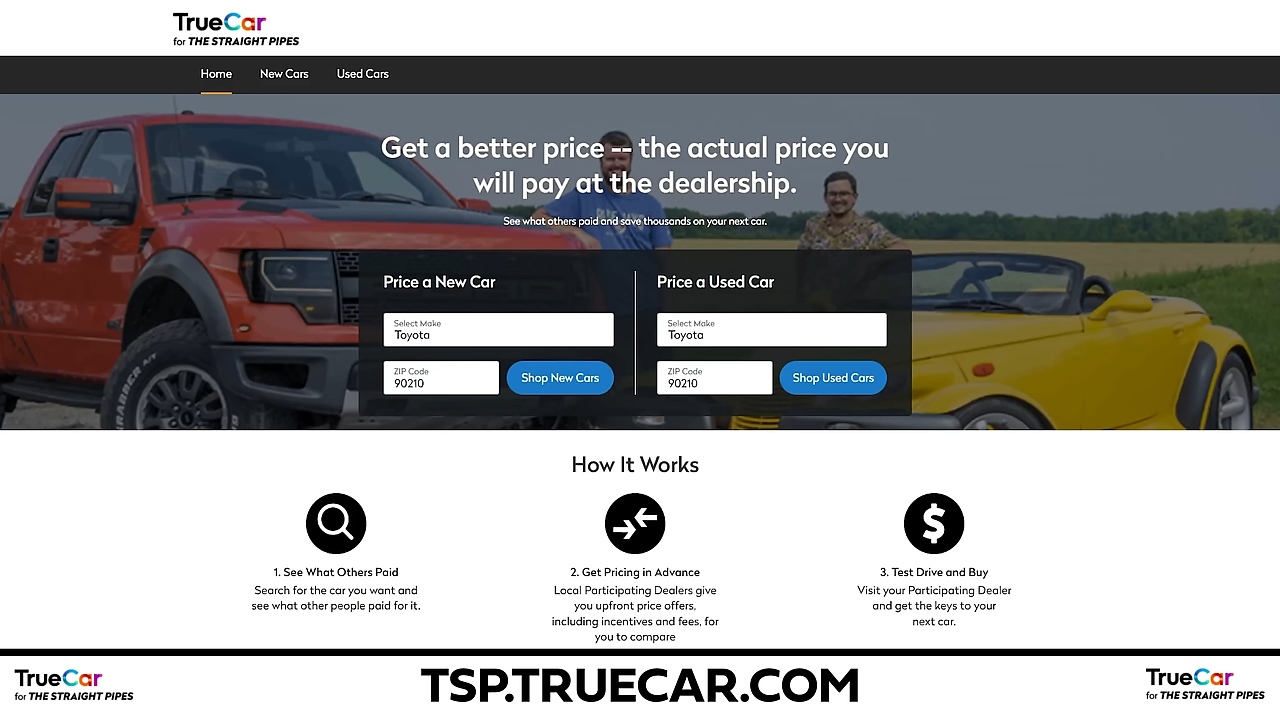 TrueCar
for THE STRAIGHT PIPES
Home New Cars Used Cars
Get a better price -- the actual price you
will pay at the dealership.
See what others paid and save thousands on your next car.
Price a New Car
Select Make
Toyota
ZIP Code
90210
Shop New Cars
Price a Used Car
Select Make
Toyota
ZIP Code
90210
Shop Used Cars
GRABBER A/T
How It Works
1. See What Others Paid
Search for the car you want and
see what other people paid for it.
2. Get Pricing in Advance
Local Participating Dealers give
you upfront price offers,
including incentives and fees, for
you to compare
3. Test Drive and Buy
Visit your Participating Dealer
and get the keys to your
next car.
TrueCar
for THE STRAIGHT PIPES
TSP.TRUECAR.COM
TrueCar
for THE STRAIGHT PIPES